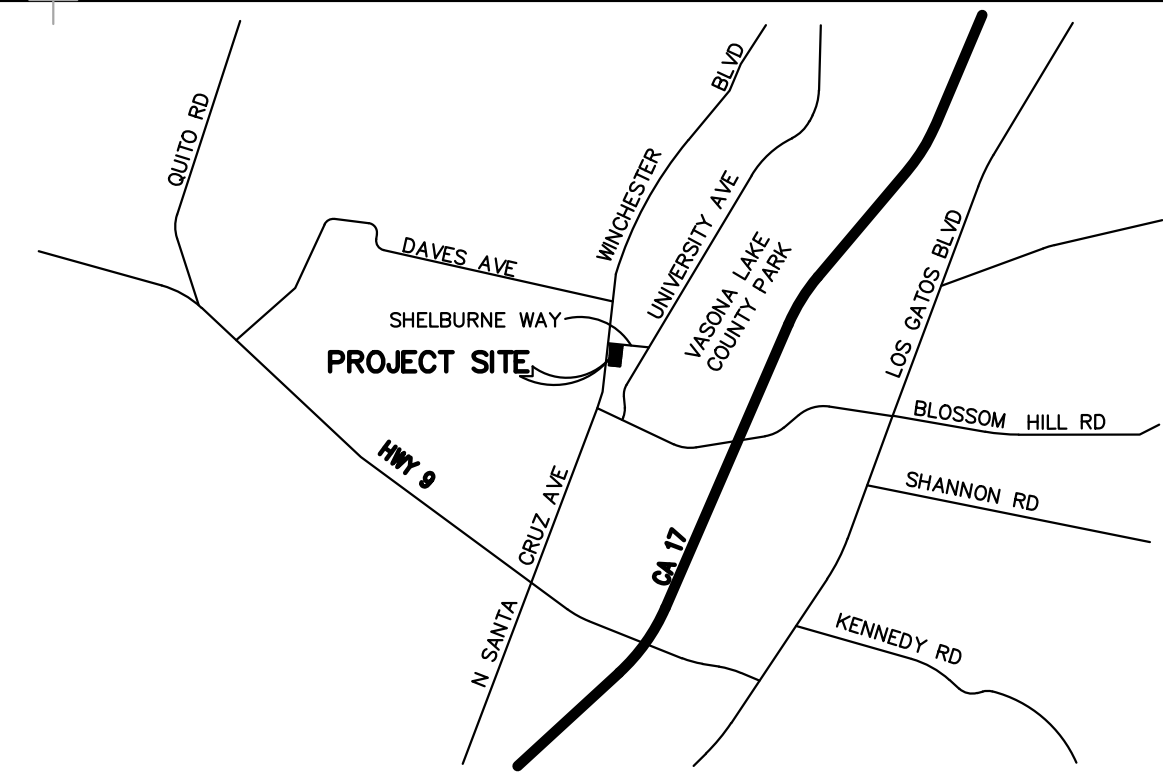 BLVD
QUITO RD
WINCHESTER
UNIVERSITY AVE
DAVES AVE
VASONA LAKE
COUNTY PARK
LOS GATOS BLVD
SHELBURNE WAY
PROJECT SITE
BLOSSOM HILL RD
HWY 9
SHANNON RD
CRUZ AVE
CA 17
N SANTA
KENNEDY RD